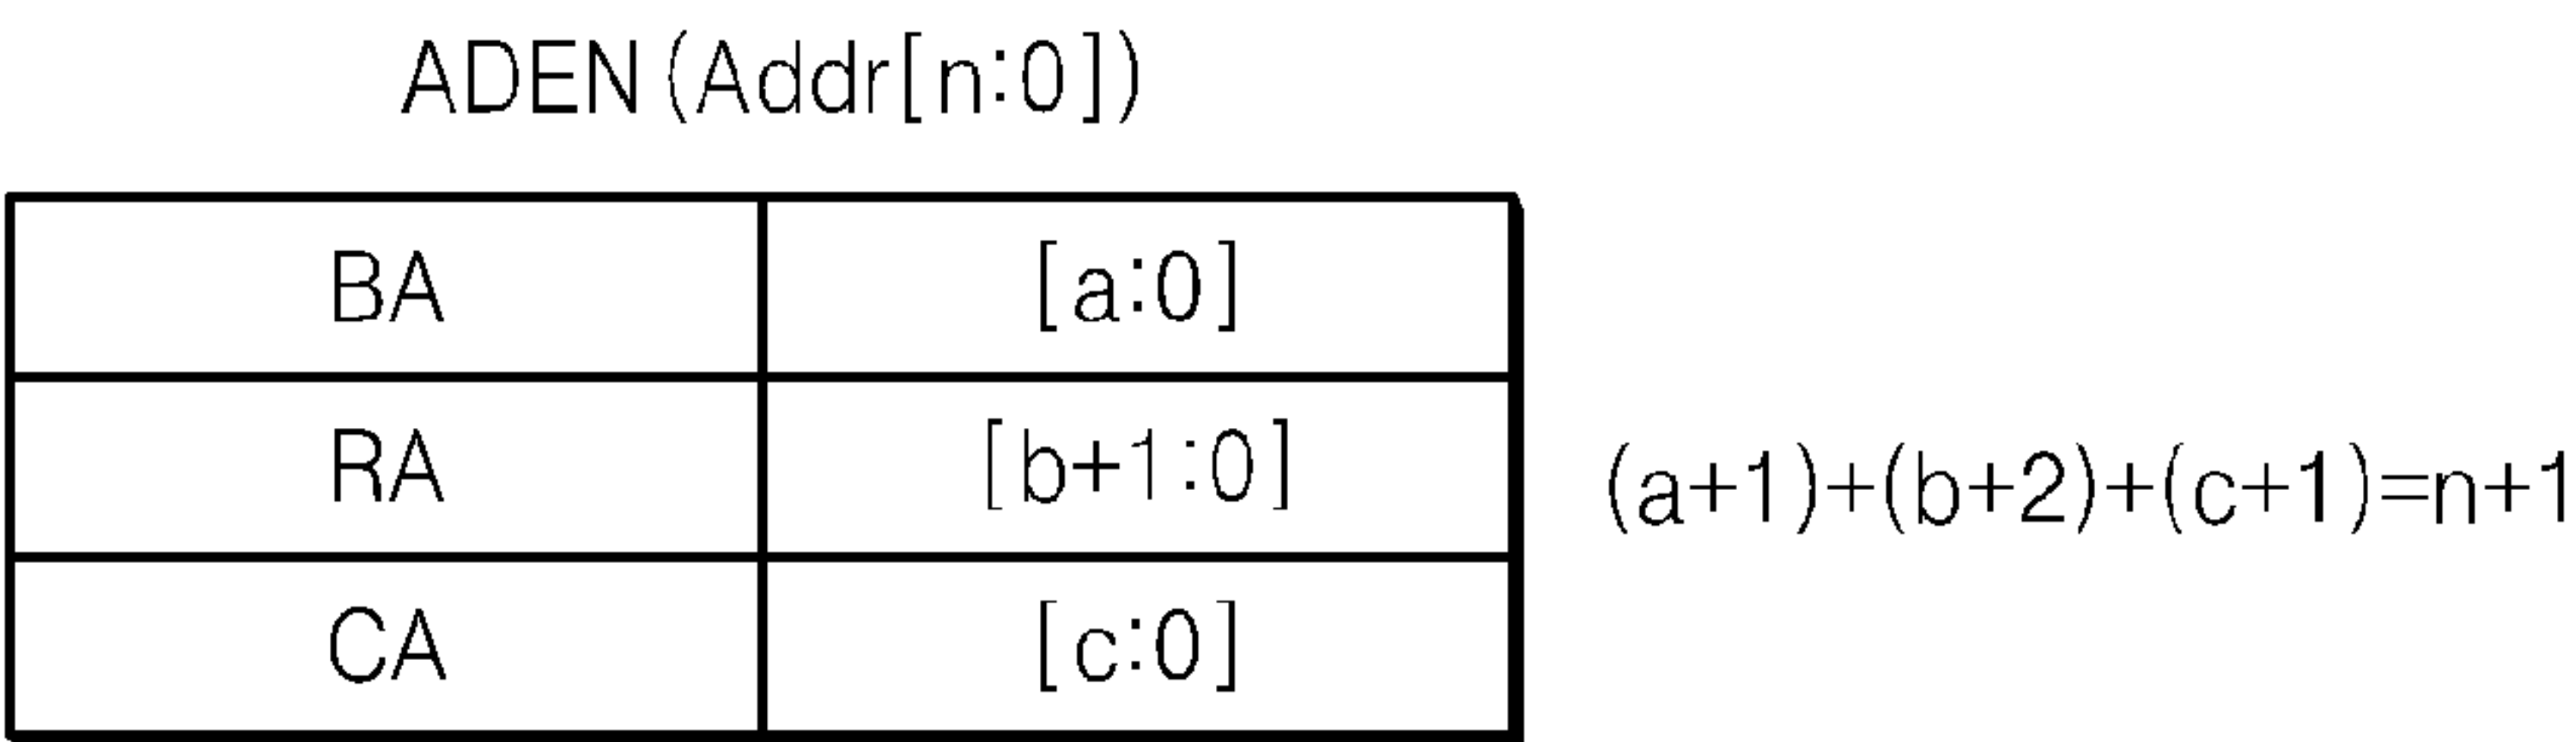 ADEN(Addr[n:0])
BA [a:0]
RA [b+1:0]
CA [c:0]
(a+1)+(b+2)+(c+1)=n+1